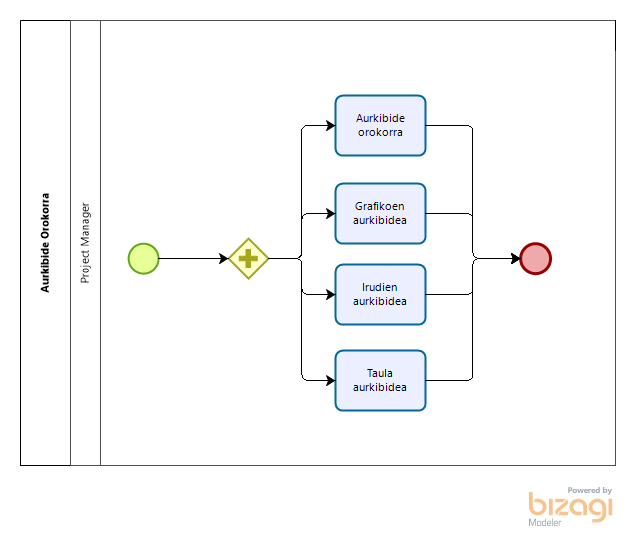 Aurkibide Orokorra
Project Manager
Aurkibide
orokorra
Grafikoen
aurkibidea
Irudien
aurkibidea
Taula
aurkibidea
Powered by
bizagi
Modeler